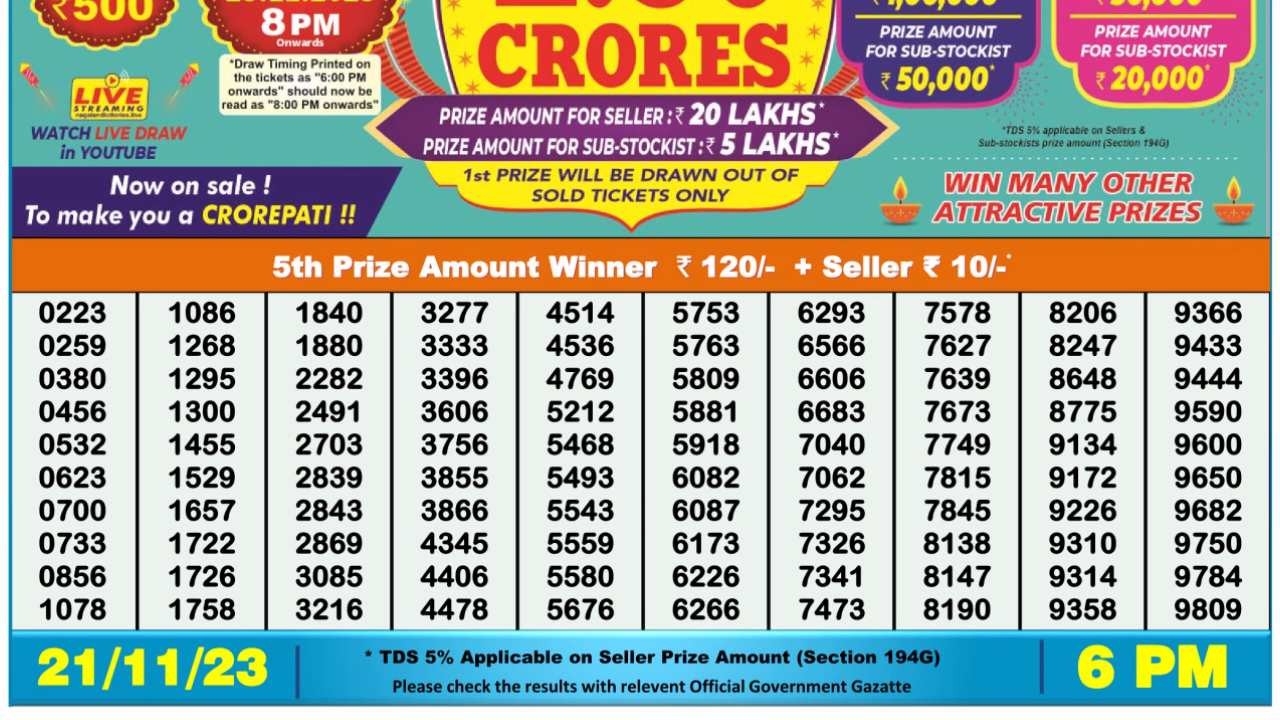 ₹500
8 PM
Onwards
*Draw Timing Printed on
the tickets as "6:00 PM
onwards" should now be
read as "8:00 PM onwards"
LIVE
STREAMING
nagalandlotteries.live
WATCH LIVE DRAW
in YOUTUBE
Now on sale !
To make you a CROREPATI !!
CRORES
PRIZE AMOUNT FOR SELLER :₹ 20 LAKHS*
PRIZE AMOUNT FOR SUB-STOCKIST :₹ 5 LAKHS*
1st PRIZE WILL BE DRAWN OUT OF
SOLD TICKETS ONLY
PRIZE AMOUNT
FOR SUB-STOCKIST
₹ 50,000*
PRIZE AMOUNT
FOR SUB-STOCKIST
₹ 20,000*
*TDS 5% applicable on Sellers &
Sub-stockists prize amount (Section 194G)
WIN MANY OTHER
ATTRACTIVE PRIZES
5th Prize Amount Winner ₹ 120/- + Seller ₹ 10/-*
0223 1086 1840 3277 4514 5753 6293 7578 8206 9366
0259 1268 1880 3333 4536 5763 6566 7627 8247 9433
0380 1295 2282 3396 4769 5809 6606 7639 8648 9444
0456 1300 2491 3606 5212 5881 6683 7673 8775 9590
0532 1455 2703 3756 5468 5918 7040 7749 9134 9600
0623 1529 2839 3855 5493 6082 7062 7815 9172 9650
0700 1657 2843 3866 5543 6087 7295 7845 9226 9682
0733 1722 2869 4345 5559 6173 7326 8138 9310 9750
0856 1726 3085 4406 5580 6226 7341 8147 9314 9784
1078 1758 3216 4478 5676 6266 7473 8190 9358 9809
21/11/23
* TDS 5% Applicable on Seller Prize Amount (Section 194G)
Please check the results with relevent Official Government Gazatte
6 PM